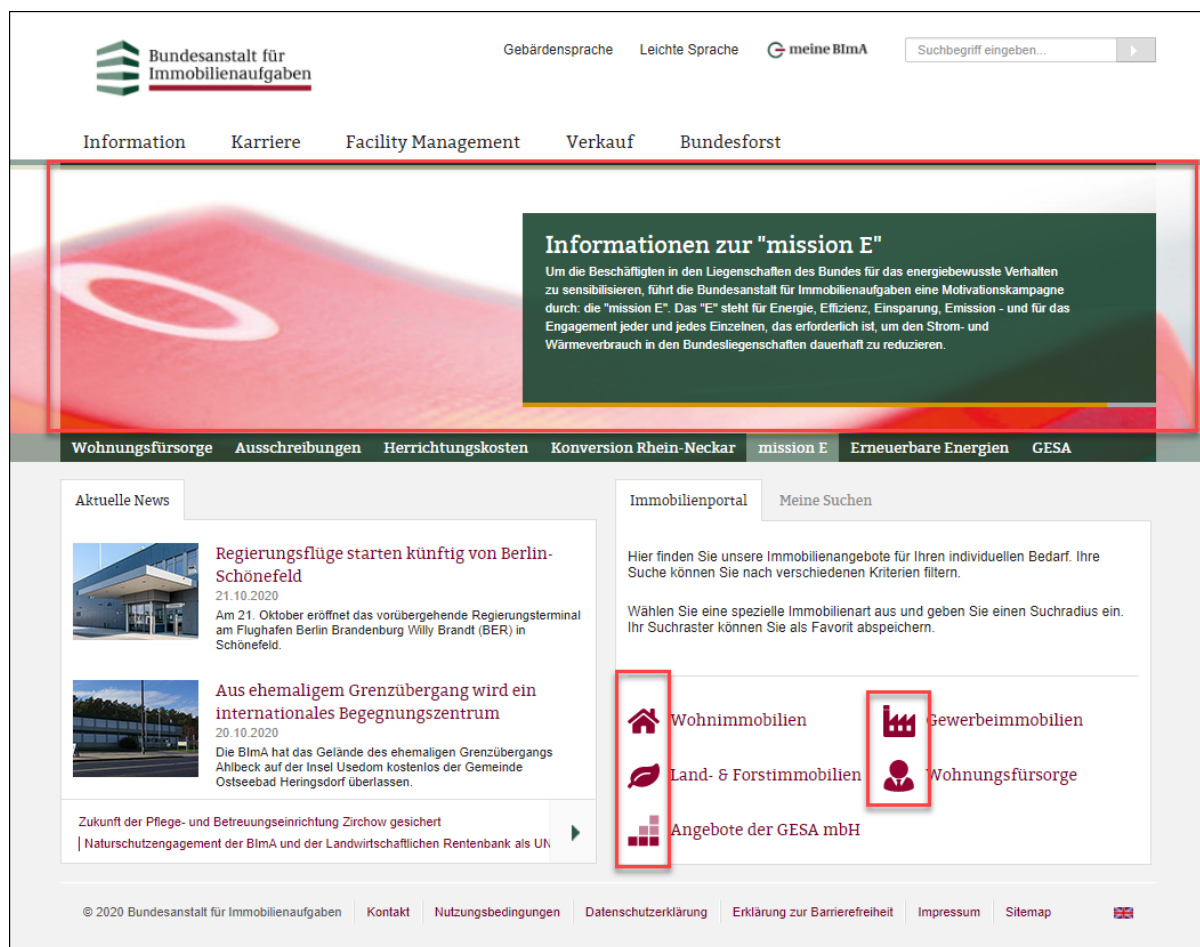 Bundesanstalt für
Immobilienaufgaben
Gebärdensprache Leichte Sprache meine BImA Suchbegriff eingeben...
Information Karriere Facility Management Verkauf Bundesforst
Informationen zur "mission E"
Um die Beschäftigten in den Liegenschaften des Bundes für das energiebewusste Verhalten
zu sensibilisieren, führt die Bundesanstalt für Immobilienaufgaben eine Motivationskampagne
durch: die "mission E". Das "E" steht für Energie, Effizienz, Einsparung, Emission - und für das
Engagement jeder und jedes Einzelnen, das erforderlich ist, um den Strom- und
Wärmeverbrauch in den Bundesliegenschaften dauerhaft zu reduzieren.
Wohnungsfürsorge Ausschreibungen Herrichtungskosten Konversion Rhein-Neckar mission E Erneuerbare Energien GESA
Aktuelle News
Regierungsflüge starten künftig von Berlin-
Schönefeld
21.10.2020
Am 21. Oktober eröffnet das vorübergehende Regierungsterminal
am Flughafen Berlin Brandenburg Willy Brandt (BER) in
Schönefeld.
Aus ehemaligem Grenzübergang wird ein
internationales Begegnungszentrum
20.10.2020
Die BImA hat das Gelände des ehemaligen Grenzübergangs
Ahlbeck auf der Insel Usedom kostenlos der Gemeinde
Ostseebad Heringsdorf überlassen.
Zukunft der Pflege- und Betreuungseinrichtung Zirchow gesichert
Naturschutzengagement der BImA und der Landwirtschaftlichen Rentenbank als UN
Immobilienportal Meine Suchen
Hier finden Sie unsere Immobilienangebote für Ihren individuellen Bedarf. Ihre
Suche können Sie nach verschiedenen Kriterien filtern.
Wählen Sie eine spezielle Immobilienart aus und geben Sie einen Suchradius ein.
Ihr Suchraster können Sie als Favorit abspeichern.
Wohnimmobilien Gewerbeimmobilien
Land- & Forstimmobilien Wohnungsfürsorge
Angebote der GESA mbH
© 2020 Bundesanstalt für Immobilienaufgaben Kontakt Nutzungsbedingungen Datenschutzerklärung Erklärung zur Barrierefreiheit Impressum Sitemap